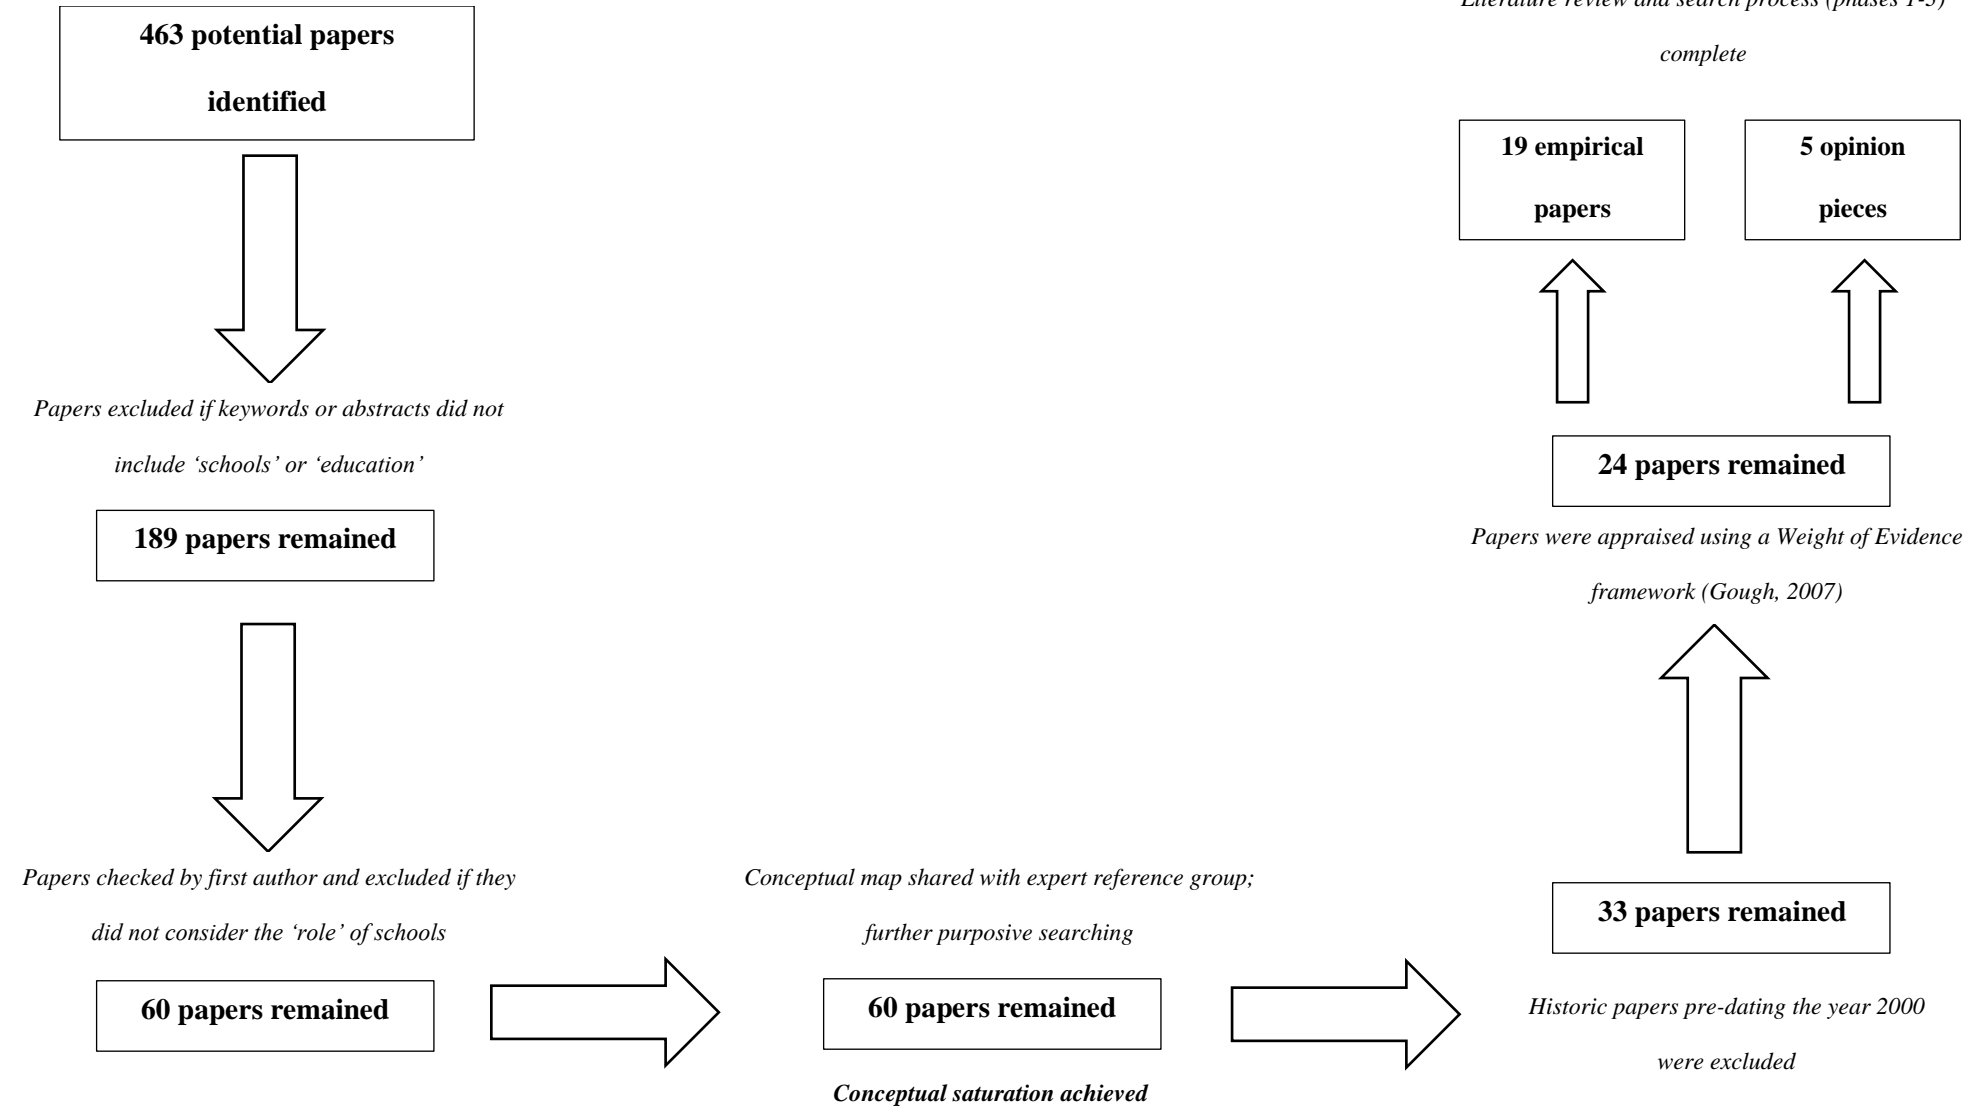 463 potential papers
identified
Papers excluded if keywords or abstracts did not
include ‘schools’ or ‘education’
189 papers remained
Papers checked by first author and excluded if they
did not consider the ‘role’ of schools
60 papers remained
Conceptual map shared with expert reference group;
further purposive searching
60 papers remained
Conceptual saturation achieved
Historic papers pre-dating the year 2000
were excluded
33 papers remained
Papers were appraised using a Weight of Evidence
framework (Gough, 2007)
24 papers remained
19 empirical
papers
5 opinion
pieces
Literature review and search process (phases 1-
complete